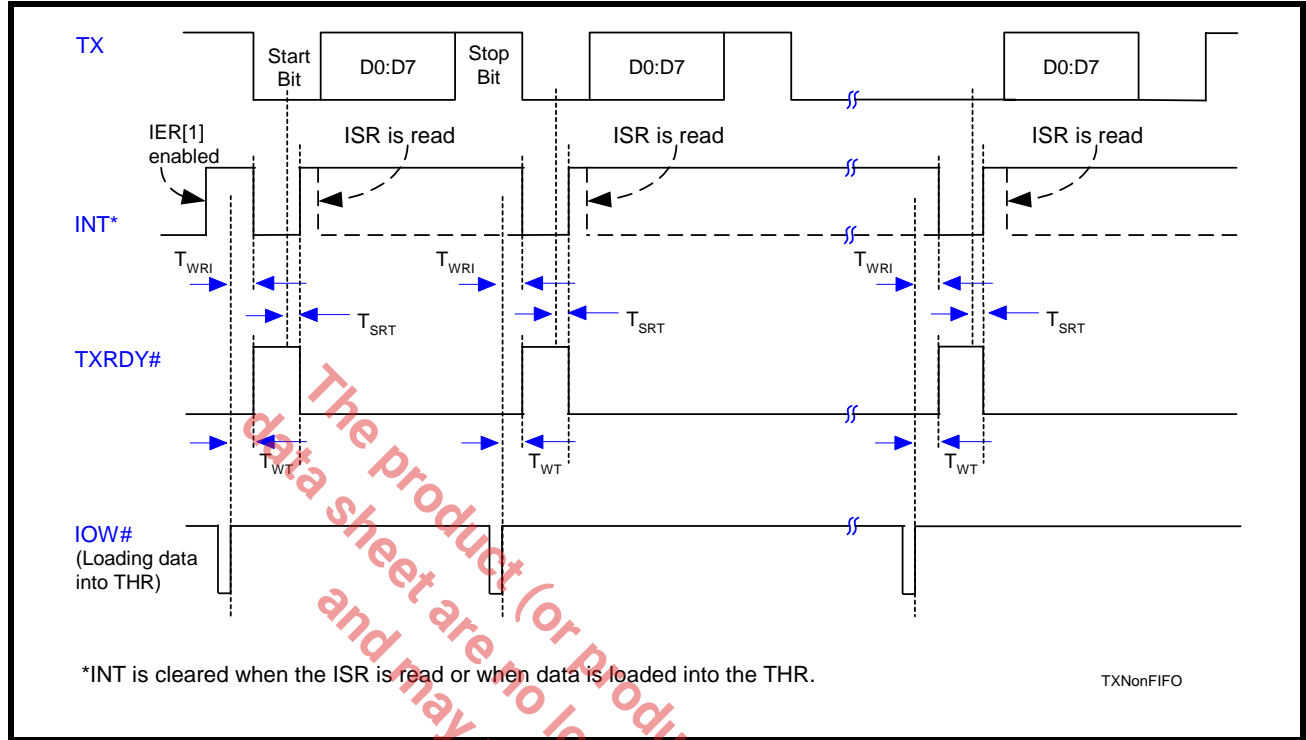 TX
Start
Bit
D0:D7
Stop
Bit
D0:D7
D0:D7
IER[1]
enabled
ISR is read
ISR is read
ISR is read
INT*
TWRI
TWRI
TWRI
TSRT
TSRT
TSRT
TXRDY#
TWT
TWT
TWT
IOW#
(Loading data
into THR)
*INT is cleared when the ISR is read or when data is loaded into the THR.
TXNonFIFO
The product (or produ
data sheet are no lo
and may